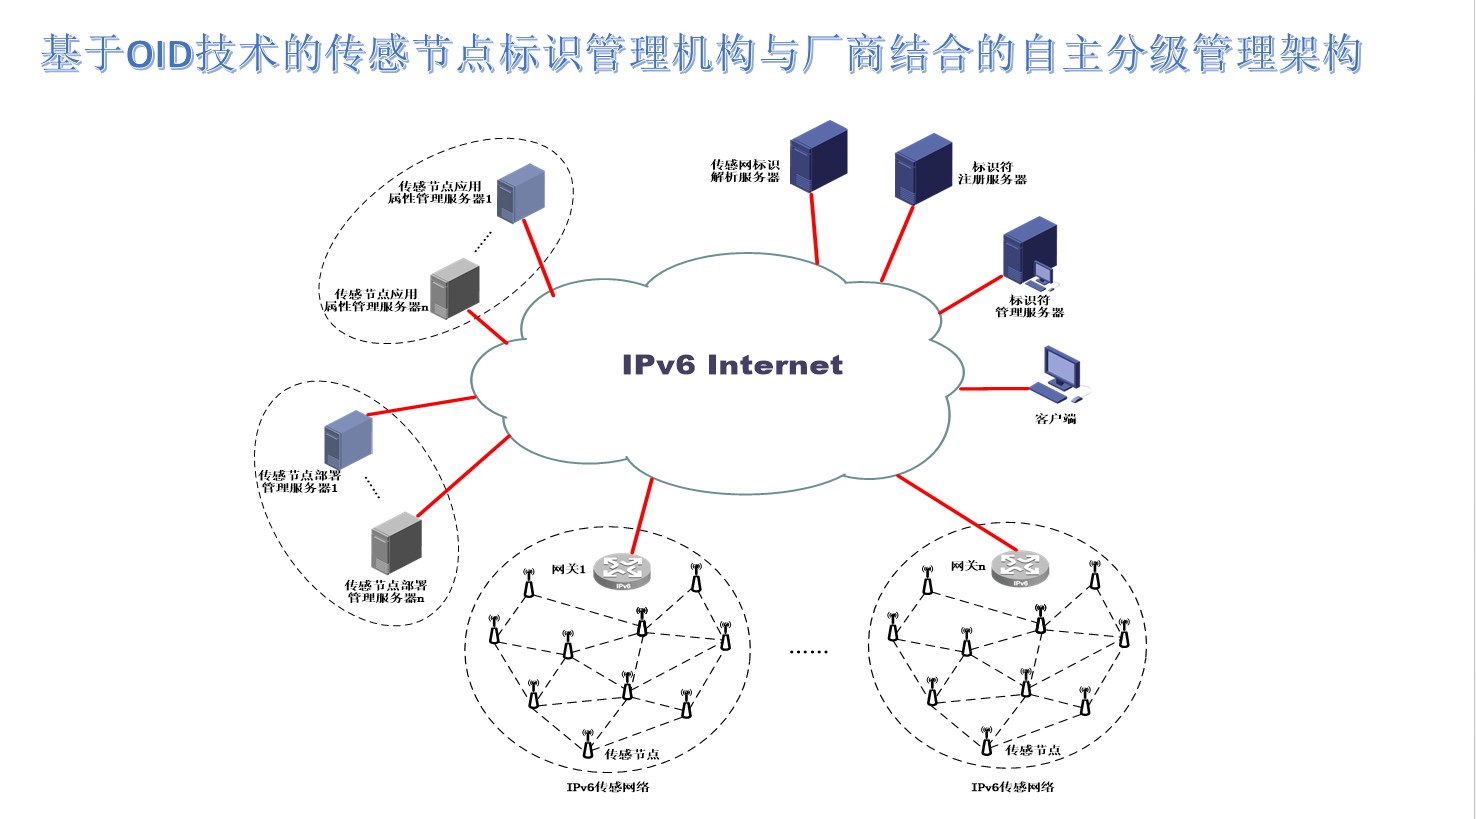 基于OID技术的传感节点标识管理机构与厂商结合的自主分级管理架构
传感网标识
解析服务器
标识符
注册服务器
传感节点应用
属性管理服务器1
传感节点应用
属性管理服务器n
标识符
管理服务器
IPv6 Internet
客户端
传感节点部署
管理服务器1
传感节点部署
管理服务器n
网关1
IPv6
网关n
IPv6
......
传感节点
传感节点
IPv6传感网络
IPv6传感网络